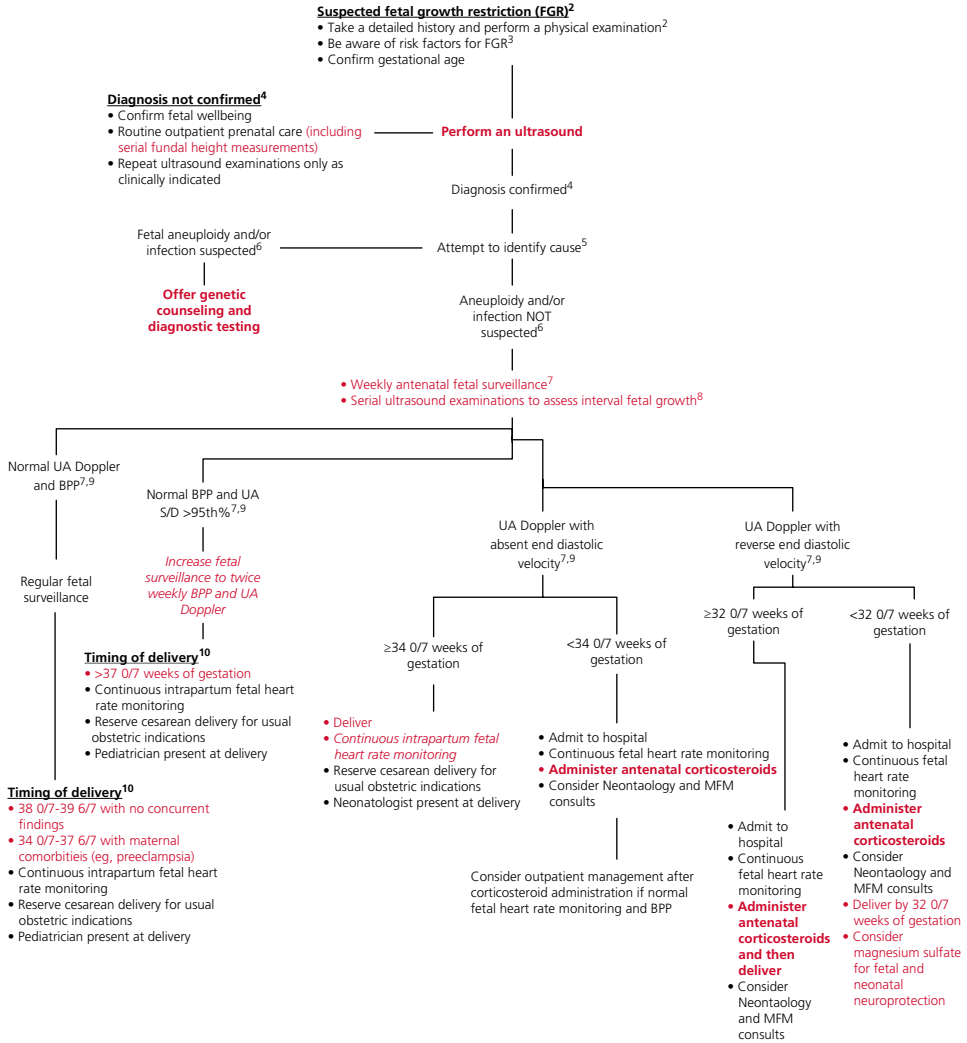 Suspected fetal growth restriction (FGR)2
• Take a detailed history and perform a physical examination2
• Be aware of risk factors for FGR3
• Confirm gestational age
Diagnosis not confirmed4
• Confirm fetal wellbeing
• Routine outpatient prenatal care (including
serial fundal height measurements)
• Repeat ultrasound examinations only as
clinically indicated
Perform an ultrasound
Diagnosis confirmed4
Fetal aneuploidy and/or
infection suspected6
Attempt to identify cause5
Offer genetic
counseling and
diagnostic testing
Aneuploidy and/or
infection NOT
suspected6
• Weekly antenatal fetal surveillance7
• Serial ultrasound examinations to assess interval fetal growth8
Normal UA Doppler
and BPP7,9
Regular fetal
surveillance
Timing of delivery10
• 38 0/7-39 6/7 with no concurrent
findings
• 34 0/7-37 6/7 with maternal
comorbitieis (eg, preeclampsia)
• Continuous intrapartum fetal heart
rate monitoring
• Reserve cesarean delivery for usual
obstetric indications
• Pediatrician present at delivery
Normal BPP and UA
S/D >95th%7,9
Increase fetal
surveillance to twice
weekly BPP and UA
Doppler
Timing of delivery10
• >37 0/7 weeks of gestation
• Continuous intrapartum fetal heart
rate monitoring
• Reserve cesarean delivery for usual
obstetric indications
• Pediatrician present at delivery
UA Doppler with
absent end diastolic
velocity7,9
≥34 0/7 weeks of
gestation
• Deliver
• Continuous intrapartum fetal
heart rate monitoring
• Reserve cesarean delivery for
usual obstetric indications
• Neonatologist present at delivery
<34 0/7 weeks of
gestation
• Admit to hospital
• Continuous fetal heart rate monitoring
• Administer antenatal corticosteroids
• Consider Neontaology and MFM
consults
Consider outpatient management after
corticosteroid administration if normal
fetal heart rate monitoring and BPP
UA Doppler with
reverse end diastolic
velocity7,9
≥32 0/7 weeks of
gestation
• Admit to
hospital
• Continuous
fetal heart rate
monitoring
• Administer
antenatal
corticosteroids
and then
deliver
• Consider
Neontaology
and MFM
consults
<32 0/7 weeks of
gestation
• Admit to hospital
• Continuous fetal
heart rate
monitoring
• Administer
antenatal
corticosteroids
• Consider
Neontaology and
MFM consults
• Deliver by 32 0/7
weeks of gestation
• Consider
magnesium sulfate
for fetal and
neonatal
neuroprotection